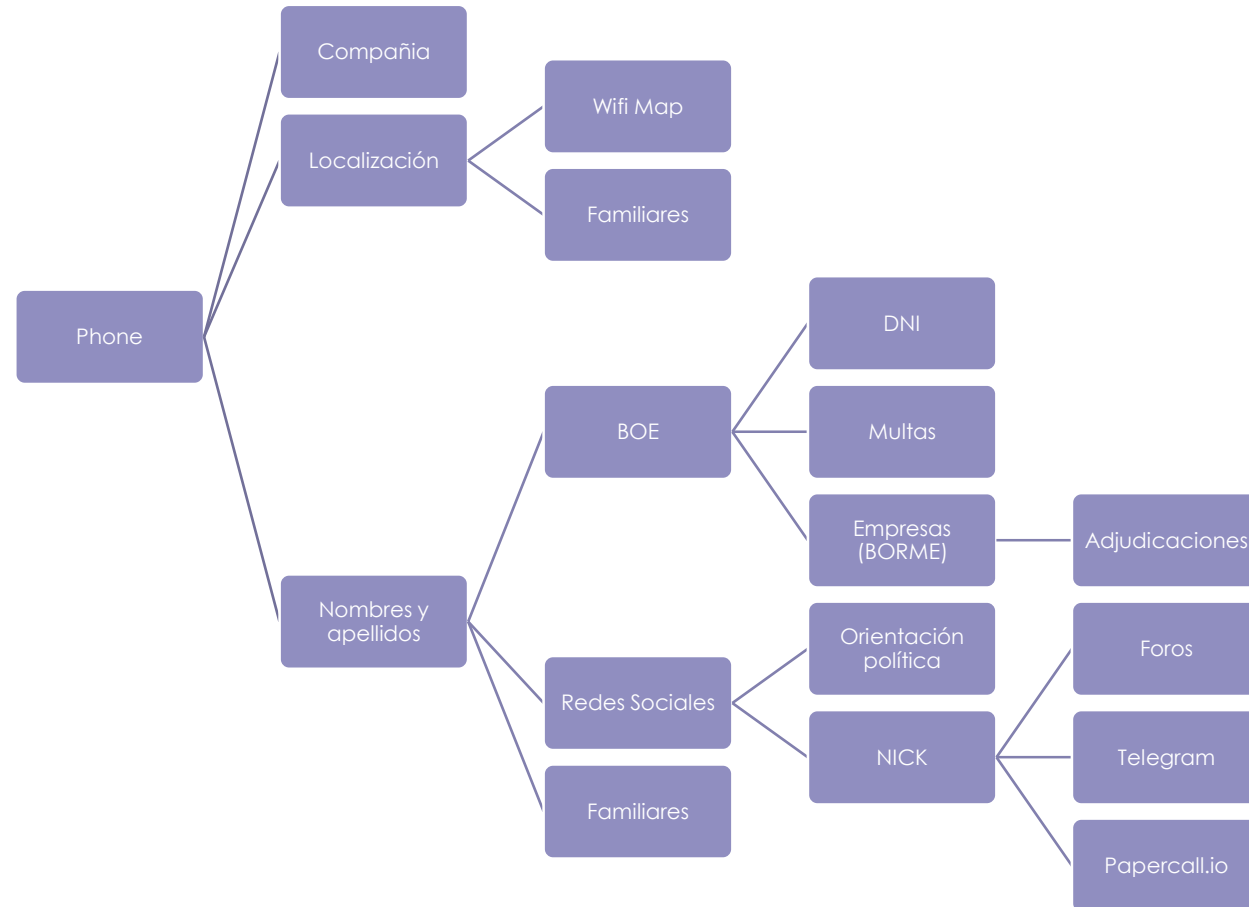 Compañia
Wifi Map
Localización
Familiares
Phone
DNI
BOE
Multas
Empresas
(BORME)
Adjudicaciones
Nombres y
apellidos
Orientación
política
Foros
Redes Sociales
NICK
Telegram
Familiares
Papercall.io